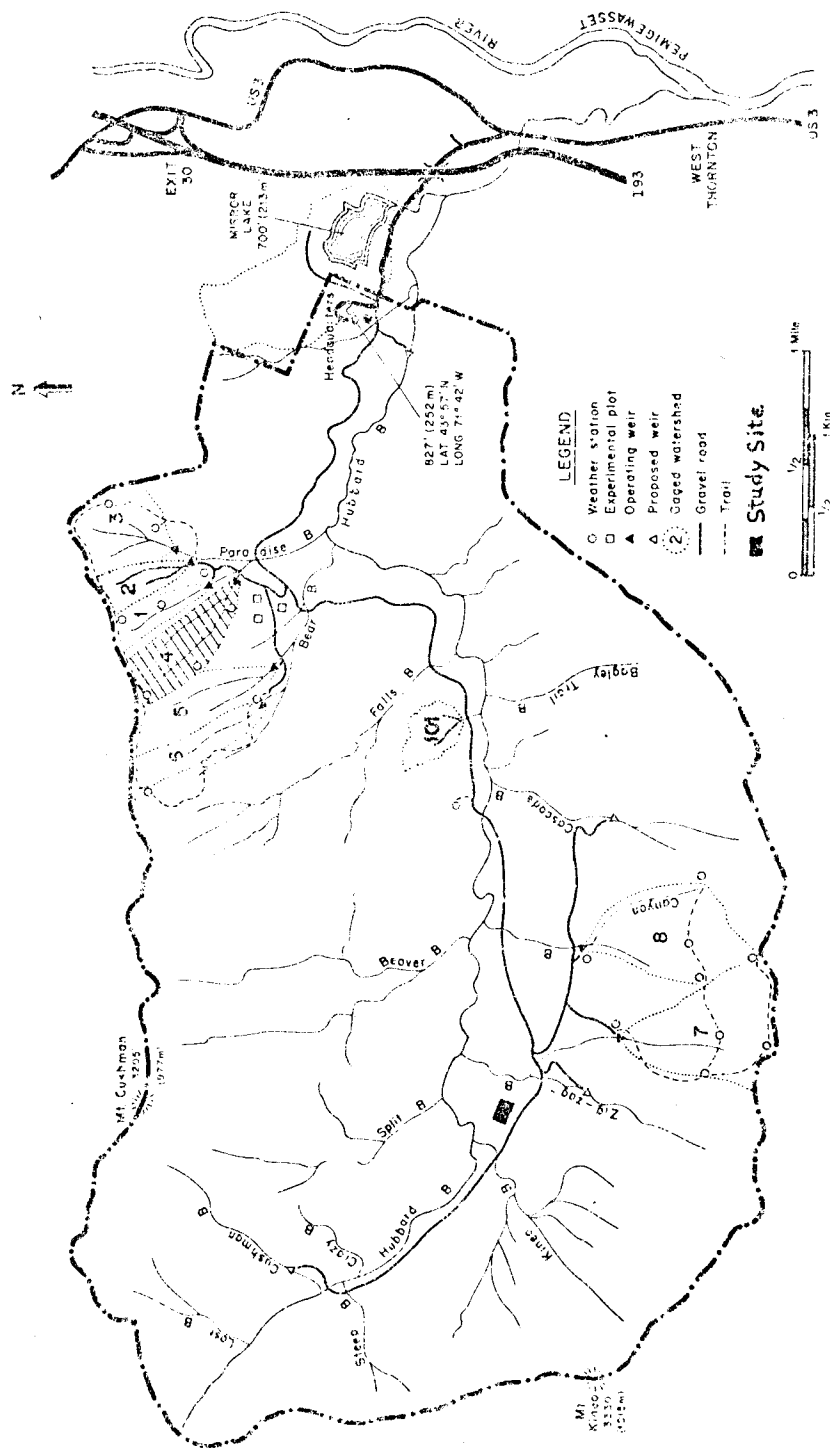 N
Mt. Cushman
3205'
(977m)
Mt
Kineo
3330
(1015m)
Lost
B
Cushman
B
Crazy
B
Steep
B
Hubbard
B
Split
B
Kineo
B
Zig-zag
B
Beaver
B
Canyon
B
Cascade
B
Falls
B
Bagley
Trail
B
Bear
B
Paradise
B
Hubbard
B
1
2
3
4
5
7
8
101
Headquarters
827' (252m)
LAT 43° 57' N
LONG 71° 42' W
MIRROR
LAKE
700' (213m)
EXIT
30
US 3
PEMIGEWASSET
RIVER
193
WEST
THORNTON
US 3
LEGEND
Weather station
Experimental plot
Operating weir
Proposed weir
2 Gaged watershed
Gravel road
Trail
Study Site
0 1/2 1 Mile
1/2 1 Km